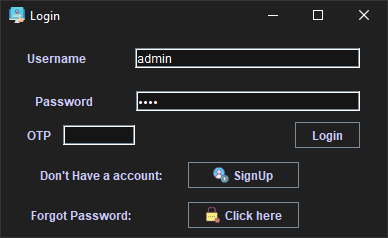 Login
Username admin
Password ••••
OTP Login
Don't Have a account: SignUp
Forgot Password: Click here